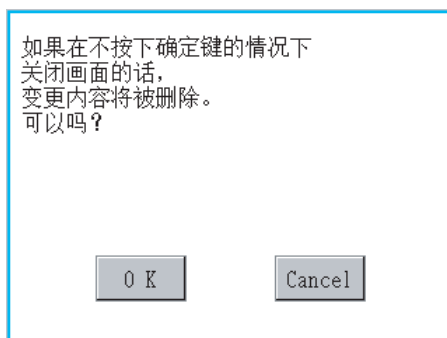 如果在不按下确定键的情况下
关闭画面的话,
变更内容将被删除。
可以吗?
OK
Cancel